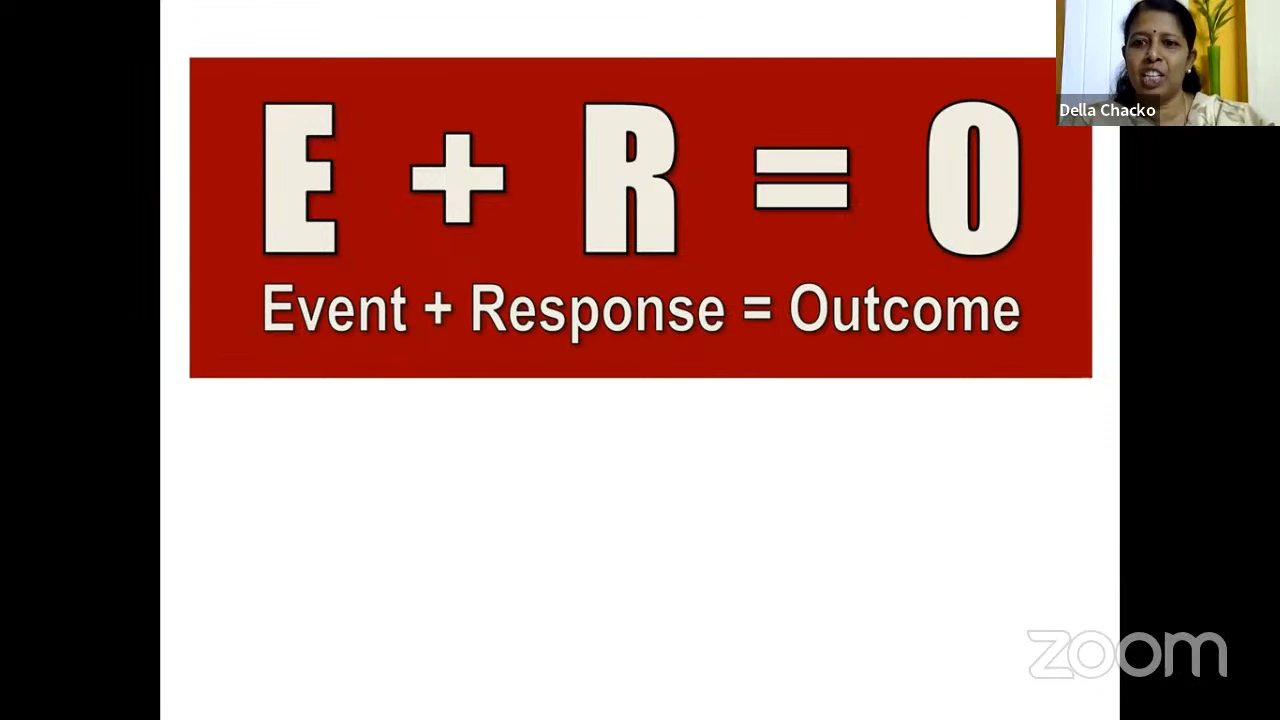 E + R = O
Event + Response = Outcome
Della Chacko
zoom